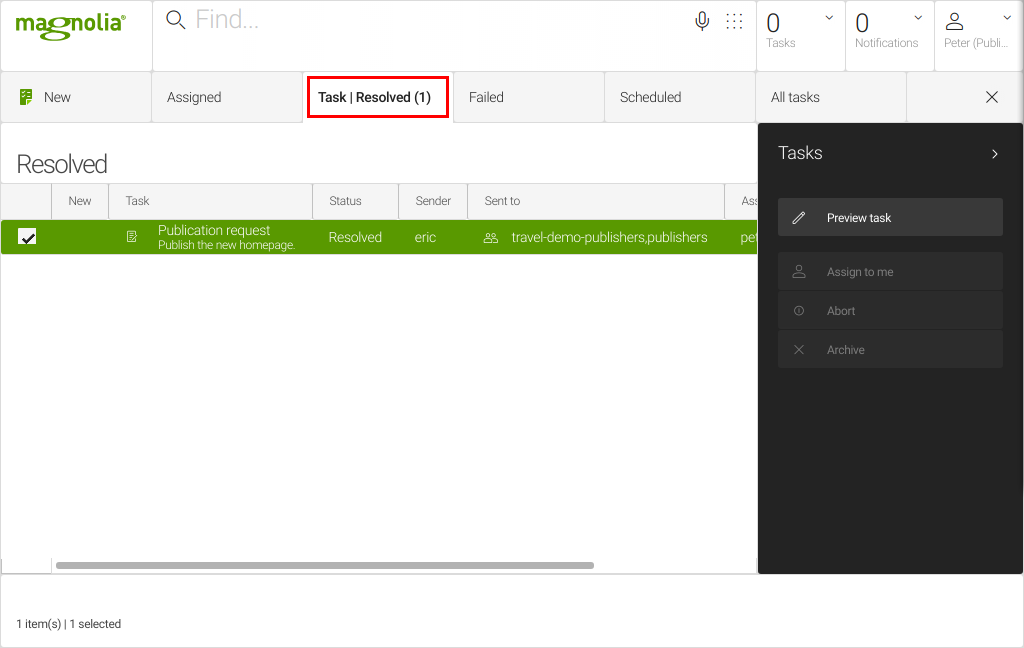 magnolia®
Find...
0
Tasks
0
Notifications
Peter (Publi...
New
Assigned
Task | Resolved (1)
Failed
Scheduled
All tasks
Resolved
New
Task
Status
Sender
Sent to
Ass
Publication request
Publish the new homepage.
Resolved
eric
travel-demo-publishers,publishers
pet
Tasks
Preview task
Assign to me
Abort
Archive
1 item(s) | 1 selected